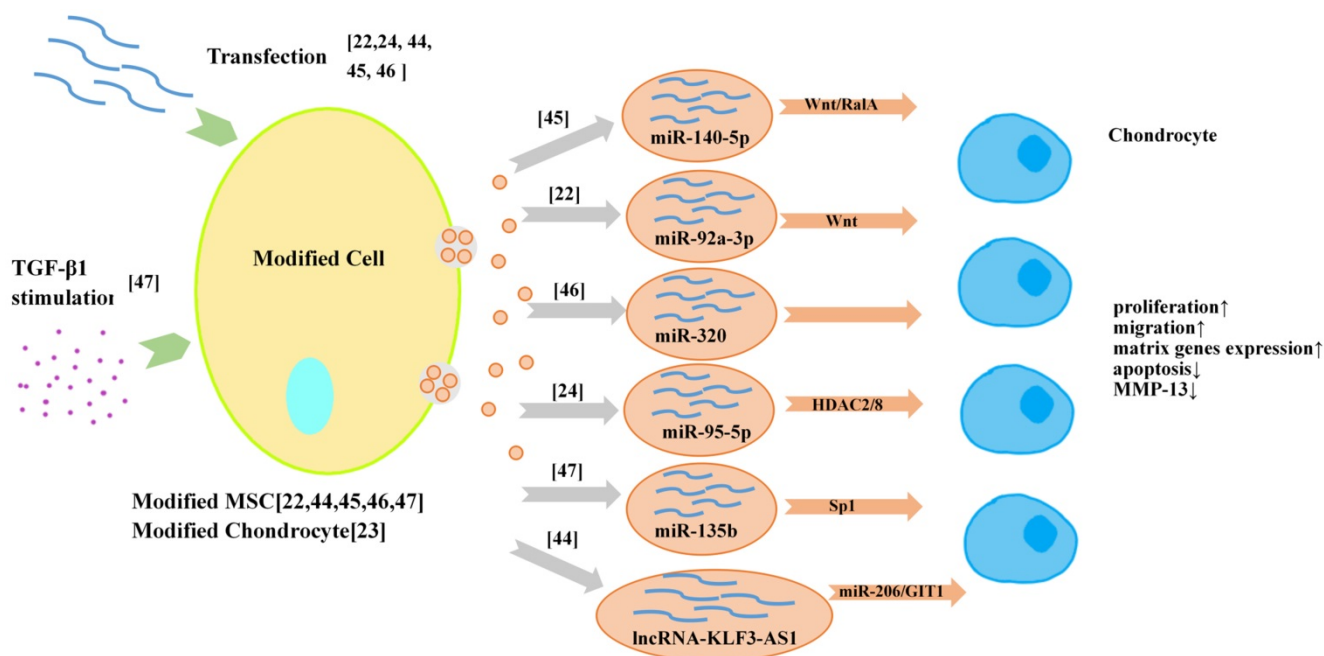 Transfection
[22,24, 44,
45, 46 ]
TGF-β1
stimulation
[47]
Modified Cell
Modified MSC[22,44,45,46,47]
Modified Chondrocyte[23]
[45]
miR-140-5p
Wnt/RalA
[22]
miR-92a-3p
Wnt
[46]
miR-320
[24]
miR-95-5p
HDAC2/8
[47]
miR-135b
Sp1
[44]
lncRNA-KLF3-AS1
miR-206/GIT1
Chondrocyte
proliferation↑
migration↑
matrix genes expression↑
apoptosis↓
MMP-13↓